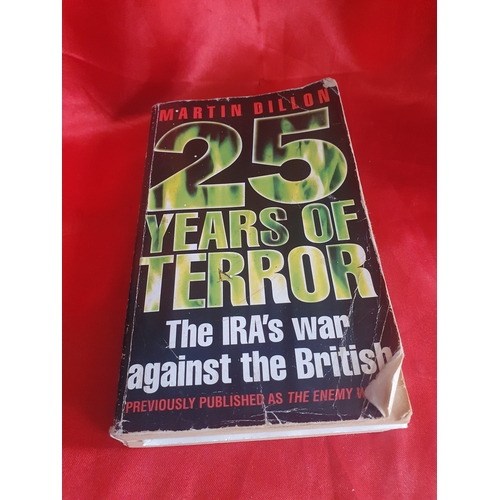 MARTIN DILLON
25
YEARS OF
TERROR
The IRA's war
against the British
PREVIOUSLY PUBLISHED AS THE ENEMY